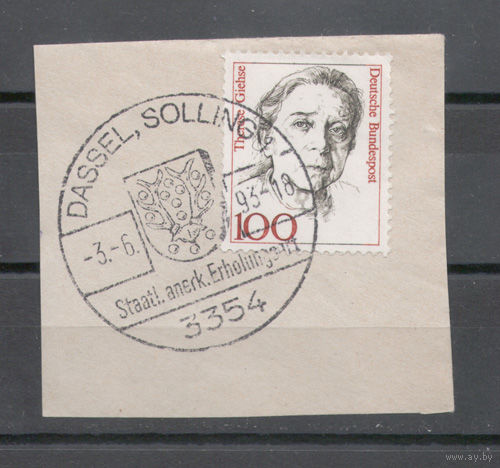 DASSEL, SOLLING
-3.-6. 93-18
Staatl. anerk. Erholungsort
3354
Therese Giehse
Deutsche Bundespost
100
www.ay.by